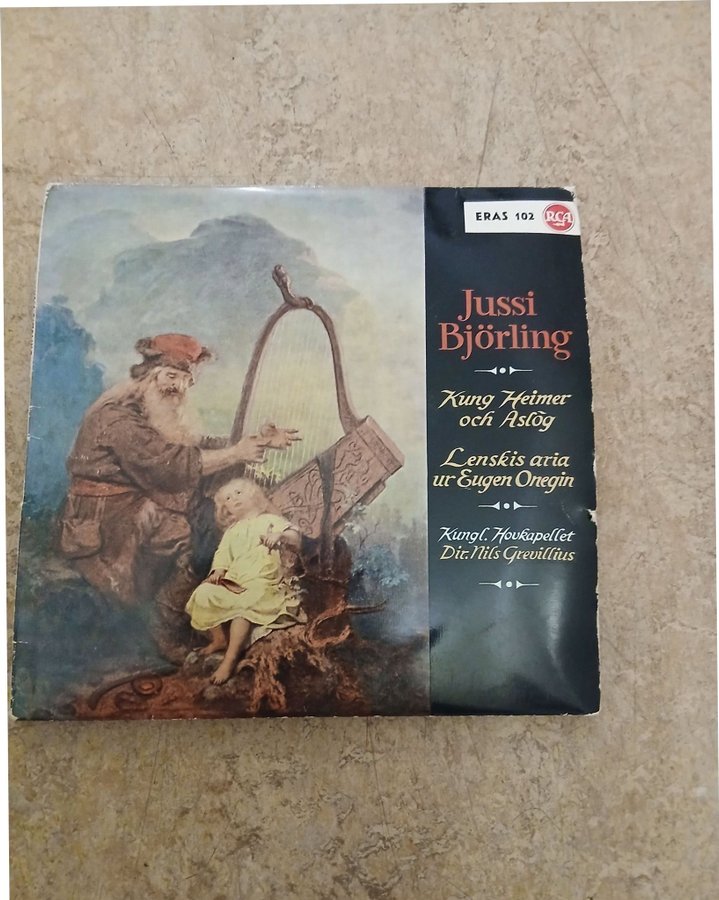 ERAS 102 RCA
Jussi
Björling
Kung Heimer
och Aslög
Lenskis aria
ur Eugen Onegin
Kungl. Hovkapellet
Dir. Nils Grevillius